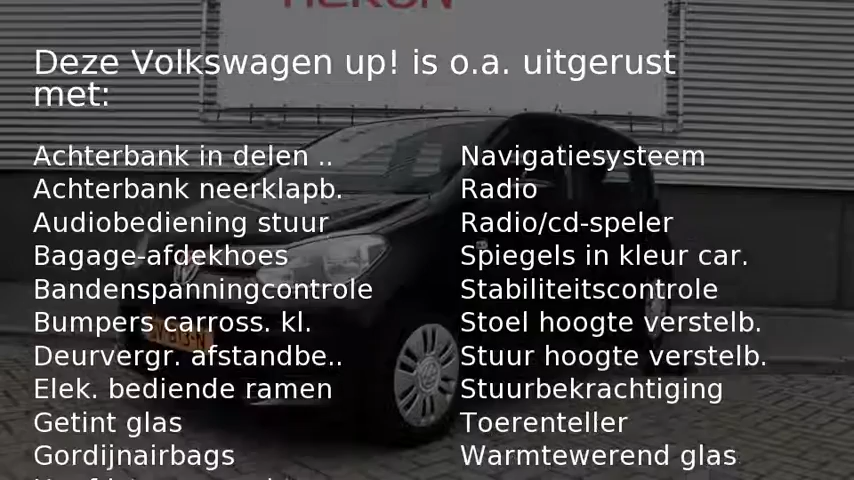 Deze Volkswagen up! is o.a. uitgerust
met:
Achterbank in delen ..
Achterbank neerklapb.
Audiobediening stuur
Bagage-afdekhoes
Bandenspanningcontrole
Bumpers carross. kl.
Deurvergr. afstandbe..
Elek. bediende ramen
Getint glas
Gordijnairbags
Navigatiesysteem
Radio
Radio/cd-speler
Spiegels in kleur car.
Stabiliteitscontrole
Stoel hoogte verstelb.
Stuur hoogte verstelb.
Stuurbekrachtiging
Toerenteller
Warmtewerend glas